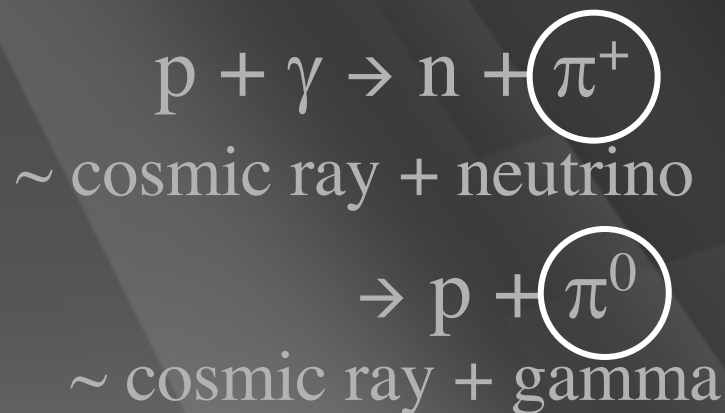 p + γ → n + π⁺
~ cosmic ray + neutrino
→ p + π⁰
~ cosmic ray + gamma